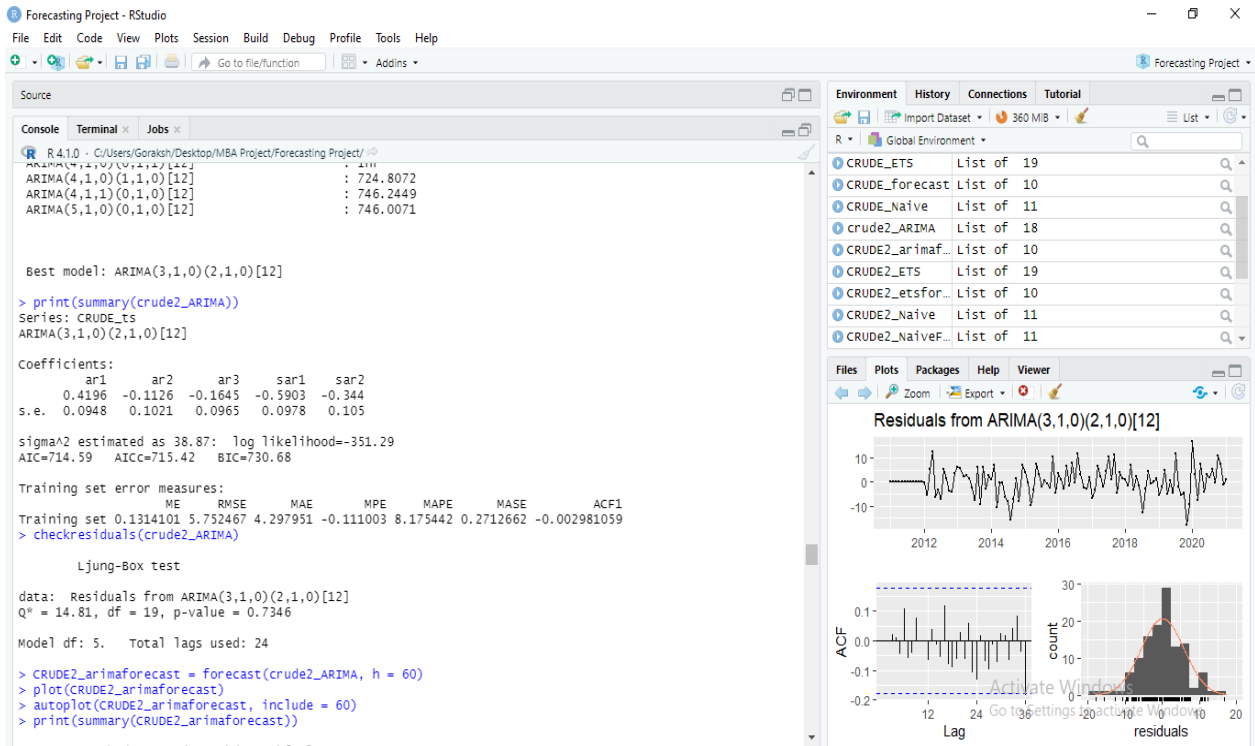 Forecasting Project - RStudio
File Edit Code View Plots Session Build Debug Profile Tools Help
Go to file/function Addins Forecasting Project
Source
Console Terminal Jobs
R 4.1.0 · C:/Users/Goraksh/Desktop/MBA Project/Forecasting Project/
ARIMA(4,1,0)(0,1,1)[12] : Inf
ARIMA(4,1,0)(1,1,0)[12] : 724.8072
ARIMA(4,1,1)(0,1,0)[12] : 746.2449
ARIMA(5,1,0)(0,1,0)[12] : 746.0071
Best model: ARIMA(3,1,0)(2,1,0)[12]
> print(summary(crude2_ARIMA))
Series: CRUDE_ts
ARIMA(3,1,0)(2,1,0)[12]
Coefficients:
ar1 ar2 ar3 sar1 sar2
0.4196 -0.1126 -0.1645 -0.5903 -0.344
s.e. 0.0948 0.1021 0.0965 0.0978 0.105
sigma^2 estimated as 38.87: log likelihood=-351.29
AIC=714.59 AICc=715.42 BIC=730.68
Training set error measures:
ME RMSE MAE MPE MAPE MASE ACF1
Training set 0.1314101 5.752467 4.297951 -0.111003 8.175442 0.2712662 -0.002981059
> checkresiduals(crude2_ARIMA)
Ljung-Box test
data: Residuals from ARIMA(3,1,0)(2,1,0)[12]
Q* = 14.81, df = 19, p-value = 0.7346
Model df: 5. Total lags used: 24
> CRUDE2_arimaforecast = forecast(crude2_ARIMA, h = 60)
> plot(CRUDE2_arimaforecast)
> autoplot(CRUDE2_arimaforecast, include = 60)
> print(summary(CRUDE2_arimaforecast))
Environment History Connections Tutorial
Import Dataset 360 MiB List
R Global Environment
CRUDE_ETS List of 19
CRUDE_forecast List of 10
CRUDE_Naive List of 11
crude2_ARIMA List of 18
CRUDE2_arimaf… List of 10
CRUDE2_ETS List of 19
CRUDE2_etsfor… List of 10
CRUDE2_Naive List of 11
CRUDe2_NaiveF… List of 11
Files Plots Packages Help Viewer
Zoom Export
Residuals from ARIMA(3,1,0)(2,1,0)[12]
10
0
-10
2012 2014 2016 2018 2020
ACF
0.1
0.0
-0.1
-0.2
12 24 36
Lag
count
30
20
10
0
-20 -10 0 10 20
residuals
Activate Windows
Go to Settings to activate Windows.